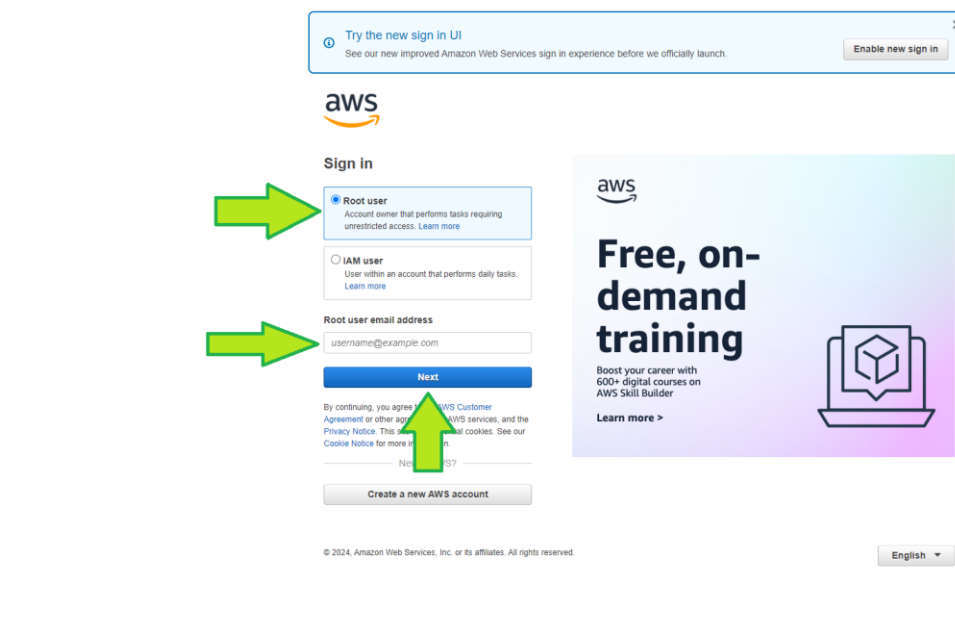 Try the new sign in UI
See our new improved Amazon Web Services sign in experience before we officially launch.
Enable new sign in
aws
Sign in
Root user
Account owner that performs tasks requiring
unrestricted access. Learn more
IAM user
User within an account that performs daily tasks.
Learn more
Root user email address
username@example.com
Next
By continuing, you agree AWS Customer
Agreement or other AWS services, and the
Privacy Notice. This cookies. See our
Cookie Notice for more
© 2024, Amazon Web Services, Inc. or its affiliates. All rights reserved.
Create a new AWS account
aws
Free, on-
demand
training
Boost your career with
600+ digital courses on
AWS Skill Builder
Learn more >
English